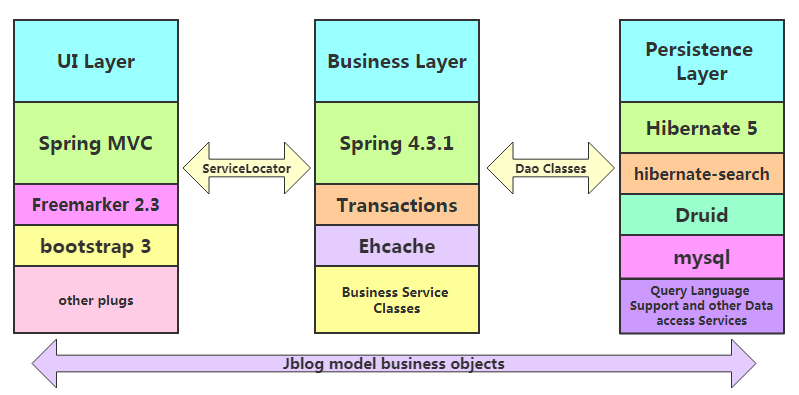 UI Layer
Spring MVC
Freemarker 2.3
bootstrap 3
other plugs
ServiceLocator
Business Layer
Spring 4.3.1
Transactions
Ehcache
Business Service
Classes
Dao Classes
Persistence
Layer
Hibernate 5
hibernate-search
Druid
mysql
Query Language
Support and other Data
access Services
Jblog model business objects